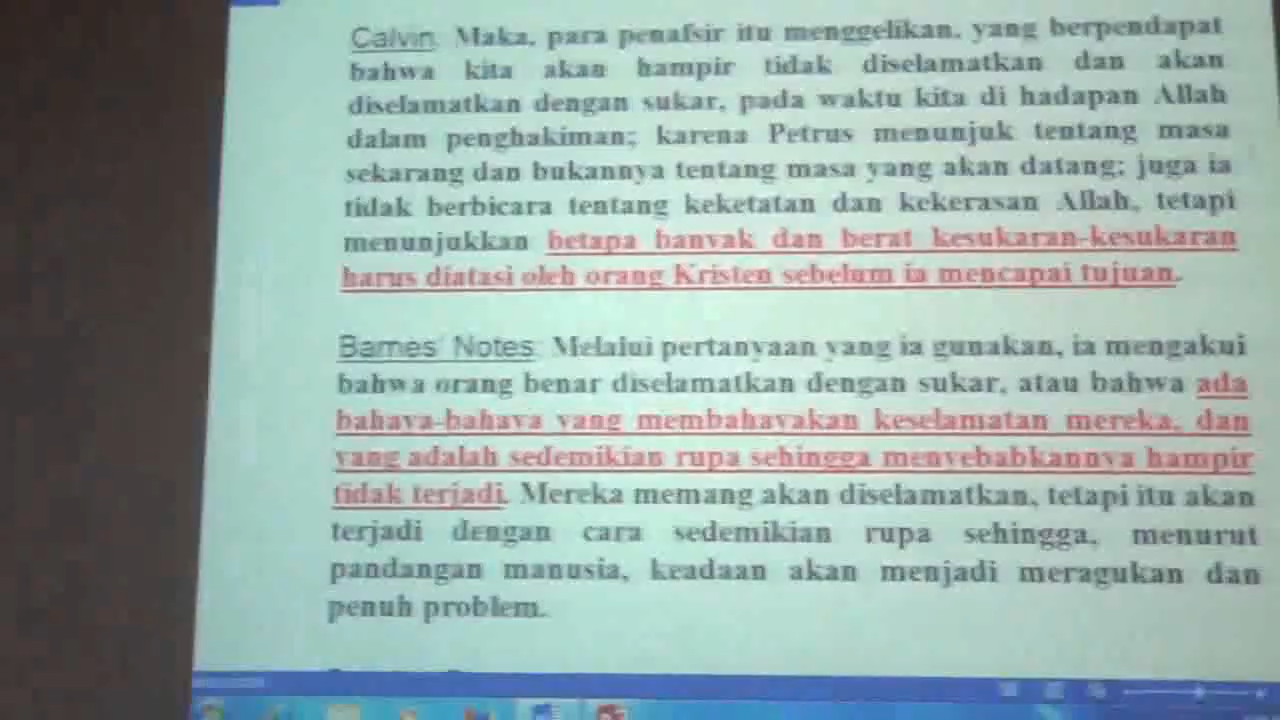 Calvin: Maka, para penafsir itu menggelikan, yang berpendapat
bahwa kita akan hampir tidak diselamatkan dan akan
diselamatkan dengan sukar, pada waktu kita di hadapan Allah
dalam penghakiman; karena Petrus menunjuk tentang masa
sekarang dan bukannya tentang masa yang akan datang; juga ia
tidak berbicara tentang keketatan dan kekerasan Allah, tetapi
menunjukkan betapa banyak dan berat kesukaran-kesukaran
harus diatasi oleh orang Kristen sebelum ia mencapai tujuan.
Barnes' Notes: Melalui pertanyaan yang ia gunakan, ia mengakui
bahwa orang benar diselamatkan dengan sukar, atau bahwa ada
bahaya-bahaya yang membahayakan keselamatan mereka, dan
yang adalah sedemikian rupa sehingga menyebabkannya hampir
tidak terjadi. Mereka memang akan diselamatkan, tetapi itu akan
terjadi dengan cara sedemikian rupa sehingga, menurut
pandangan manusia, keadaan akan menjadi meragukan dan
penuh problem.